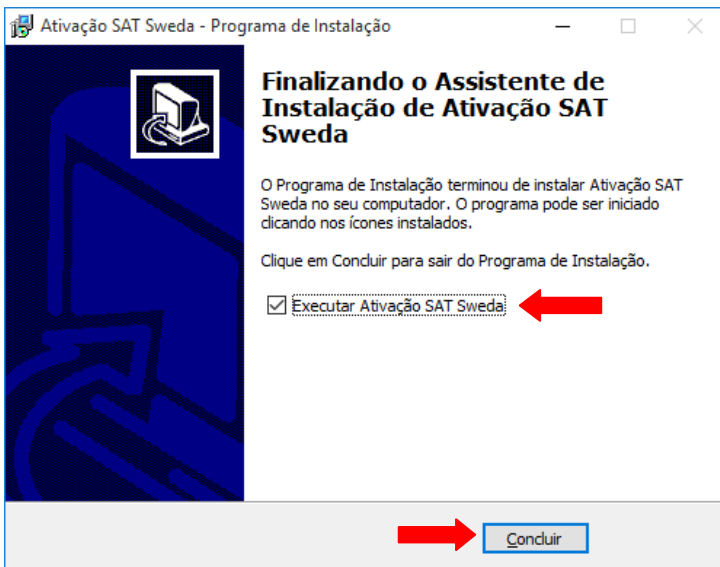 Ativação SAT Sweda - Programa de Instalação
Finalizando o Assistente de
Instalação de Ativação SAT
Sweda
O Programa de Instalação terminou de instalar Ativação SAT
Sweda no seu computador. O programa pode ser iniciado
clicando nos ícones instalados.
Clique em Concluir para sair do Programa de Instalação.
Executar Ativação SAT Sweda
Concluir